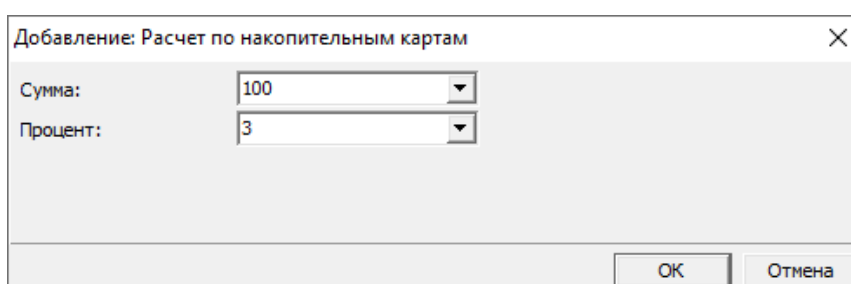 Добавление: Расчет по накопительным картам
Сумма: 100
Процент: 3
ОК Отмена